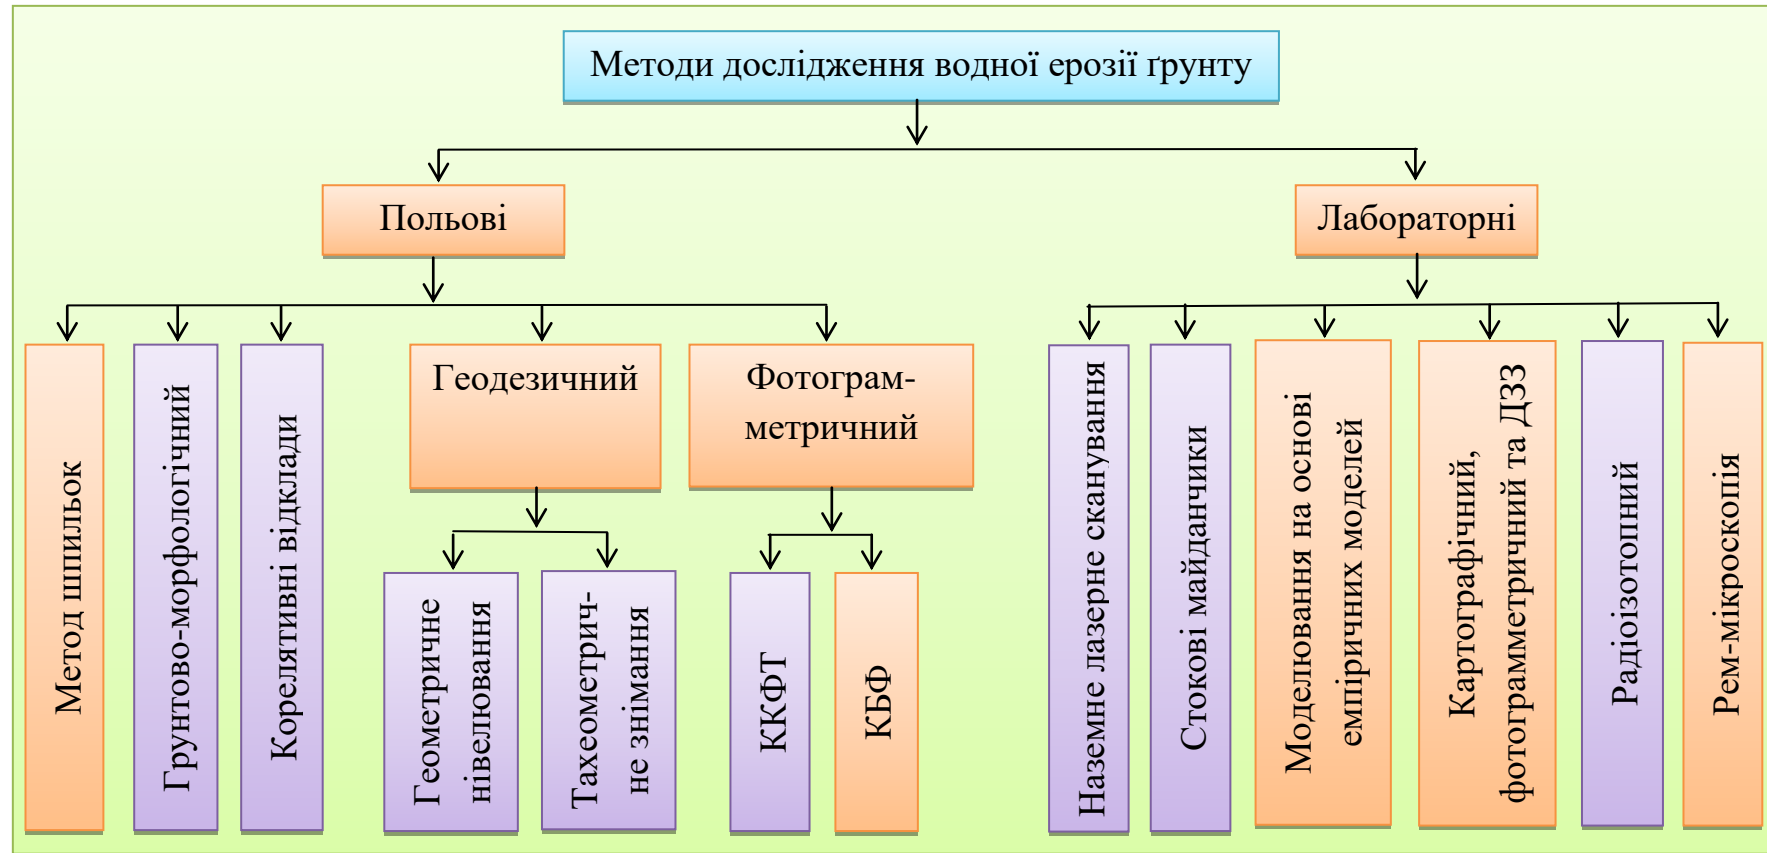 Методи дослідження водної ерозії ґрунту
Польові
Лабораторні
Метод шпильок
Грунтово-морфологічний
Корелятивні відклади
Геодезичний
Фотограм-
метричний
Геометричне
нівелювання
Тахеометрич-
не знімання
ККФТ
КБФ
Наземне лазерне сканування
Стокові майданчики
Моделювання на основі
емпіричних моделей
Картографічний,
фотограмметричний та ДЗЗ
Радіоізотопний
Рем-мікроскопія